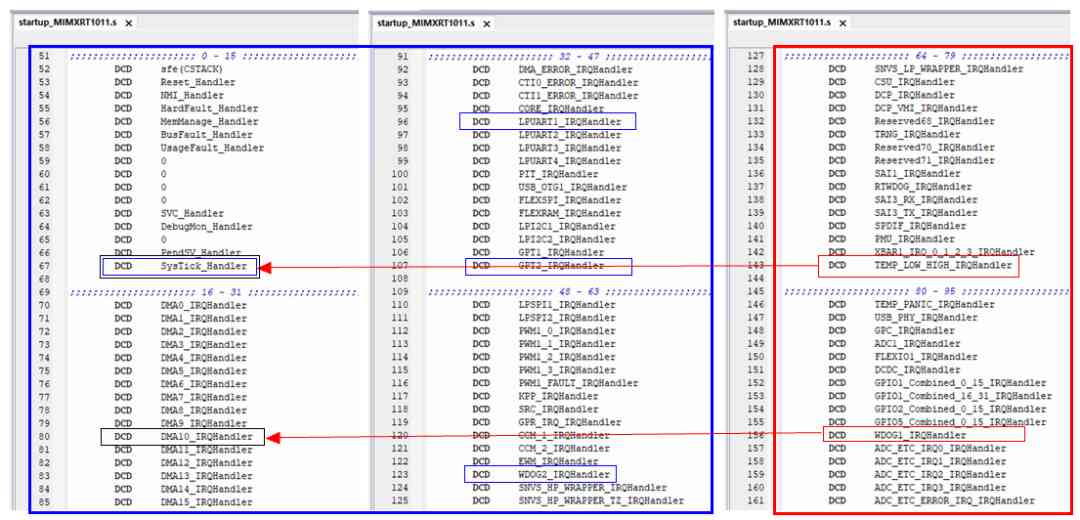 startup_MIMXRT1011.s ×
51 ;;;;;;;;;;;;;;;;;;;;;;; 0 - 15 ;;;;;;;;;;;;;;;;;;;;;;;
52 DCD sfe(CSTACK)
53 DCD Reset_Handler
54 DCD NMI_Handler
55 DCD HardFault_Handler
56 DCD MemManage_Handler
57 DCD BusFault_Handler
58 DCD UsageFault_Handler
59 DCD 0
60 DCD 0
61 DCD 0
62 DCD 0
63 DCD SVC_Handler
64 DCD DebugMon_Handler
65 DCD 0
66 DCD PendSV_Handler
67 DCD SysTick_Handler
68
69 ;;;;;;;;;;;;;;;;;;;;;;; 16 - 31 ;;;;;;;;;;;;;;;;;;;;;;;
70 DCD DMA0_IRQHandler
71 DCD DMA1_IRQHandler
72 DCD DMA2_IRQHandler
73 DCD DMA3_IRQHandler
74 DCD DMA4_IRQHandler
75 DCD DMA5_IRQHandler
76 DCD DMA6_IRQHandler
77 DCD DMA7_IRQHandler
78 DCD DMA8_IRQHandler
79 DCD DMA9_IRQHandler
80 DCD DMA10_IRQHandler
81 DCD DMA11_IRQHandler
82 DCD DMA12_IRQHandler
83 DCD DMA13_IRQHandler
84 DCD DMA14_IRQHandler
85 DCD DMA15_IRQHandler
startup_MIMXRT1011.s ×
91 ;;;;;;;;;;;;;;;;;;;;;;; 32 - 47 ;;;;;;;;;;;;;;;;;;;;;;;
92 DCD DMA_ERROR_IRQHandler
93 DCD CTI0_ERROR_IRQHandler
94 DCD CTI1_ERROR_IRQHandler
95 DCD CORE_IRQHandler
96 DCD LPUART1_IRQHandler
97 DCD LPUART2_IRQHandler
98 DCD LPUART3_IRQHandler
99 DCD LPUART4_IRQHandler
100 DCD PIT_IRQHandler
101 DCD USB_OTG1_IRQHandler
102 DCD FLEXSPI_IRQHandler
103 DCD FLEXRAM_IRQHandler
104 DCD LPI2C1_IRQHandler
105 DCD LPI2C2_IRQHandler
106 DCD GPT1_IRQHandler
107 DCD GPT2_IRQHandler
108
109 ;;;;;;;;;;;;;;;;;;;;;;; 48 - 63 ;;;;;;;;;;;;;;;;;;;;;;;
110 DCD LPSPI1_IRQHandler
111 DCD LPSPI2_IRQHandler
112 DCD PWM1_0_IRQHandler
113 DCD PWM1_1_IRQHandler
114 DCD PWM1_2_IRQHandler
115 DCD PWM1_3_IRQHandler
116 DCD PWM1_FAULT_IRQHandler
117 DCD KPP_IRQHandler
118 DCD SRC_IRQHandler
119 DCD GPR_IRQ_IRQHandler
120 DCD CCM_1_IRQHandler
121 DCD CCM_2_IRQHandler
122 DCD EWM_IRQHandler
123 DCD WDOG2_IRQHandler
124 DCD SNVS_HP_WRAPPER_IRQHandler
125 DCD SNVS_HP_WRAPPER_TZ_IRQHandler
startup_MIMXRT1011.s ×
127 ;;;;;;;;;;;;;;;;;;;;;;; 64 - 79 ;;;;;;;;;;;;;;;;;;;;;;;
128 DCD SNVS_LP_WRAPPER_IRQHandler
129 DCD CSU_IRQHandler
130 DCD DCP_IRQHandler
131 DCD DCP_VMI_IRQHandler
132 DCD Reserved68_IRQHandler
133 DCD TRNG_IRQHandler
134 DCD Reserved70_IRQHandler
135 DCD Reserved71_IRQHandler
136 DCD SAI1_IRQHandler
137 DCD RTWDOG_IRQHandler
138 DCD SAI3_RX_IRQHandler
139 DCD SAI3_TX_IRQHandler
140 DCD SPDIF_IRQHandler
141 DCD PMU_IRQHandler
142 DCD XBAR1_IRQ_0_1_2_3_IRQHandler
143 DCD TEMP_LOW_HIGH_IRQHandler
144
145 ;;;;;;;;;;;;;;;;;;;;;;; 80 - 95 ;;;;;;;;;;;;;;;;;;;;;;;
146 DCD TEMP_PANIC_IRQHandler
147 DCD USB_PHY_IRQHandler
148 DCD GPC_IRQHandler
149 DCD ADC1_IRQHandler
150 DCD FLEXIO1_IRQHandler
151 DCD DCDC_IRQHandler
152 DCD GPIO1_Combined_0_15_IRQHandler
153 DCD GPIO1_Combined_16_31_IRQHandler
154 DCD GPIO2_Combined_0_15_IRQHandler
155 DCD GPIO5_Combined_0_15_IRQHandler
156 DCD WDOG1_IRQHandler
157 DCD ADC_ETC_IRQ0_IRQHandler
158 DCD ADC_ETC_IRQ1_IRQHandler
159 DCD ADC_ETC_IRQ2_IRQHandler
160 DCD ADC_ETC_IRQ3_IRQHandler
161 DCD ADC_ETC_ERROR_IRQ_IRQHandler